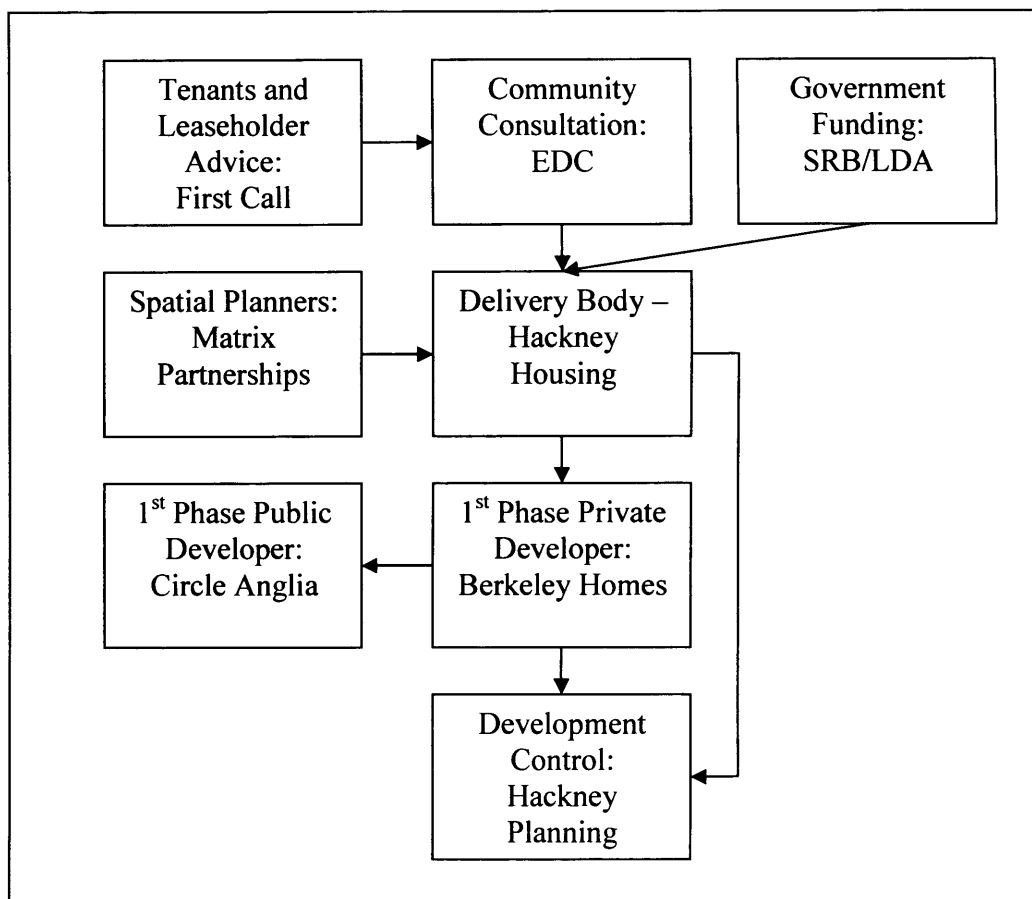 Tenants and
Leaseholder
Advice:
First Call
Community
Consultation:
EDC
Government
Funding:
SRB/LDA
Spatial Planners:
Matrix
Partnerships
Delivery Body –
Hackney
Housing
1st Phase Public
Developer:
Circle Anglia
1st Phase Private
Developer:
Berkeley Homes
Development
Control:
Hackney
Planning